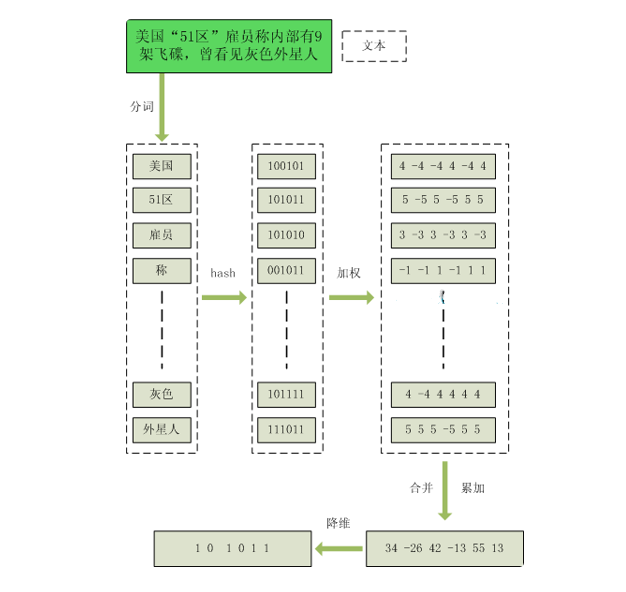 美国“51区”雇员称内部有9
架飞碟，曾看见灰色外星人
文本
分词
美国
100101
4 -4 -4 4 -4 4
51区
101011
5 -5 5 -5 5 5
雇员
101010
3 -3 3 -3 3 -3
称
001011
-1 -1 1 -1 1 1
hash
加权
灰色
101111
4 -4 4 4 4 4
外星人
111011
5 5 5 -5 5 5
合并
累加
降维
1 0 1 0 1 1
34 -26 42 -13 55 13